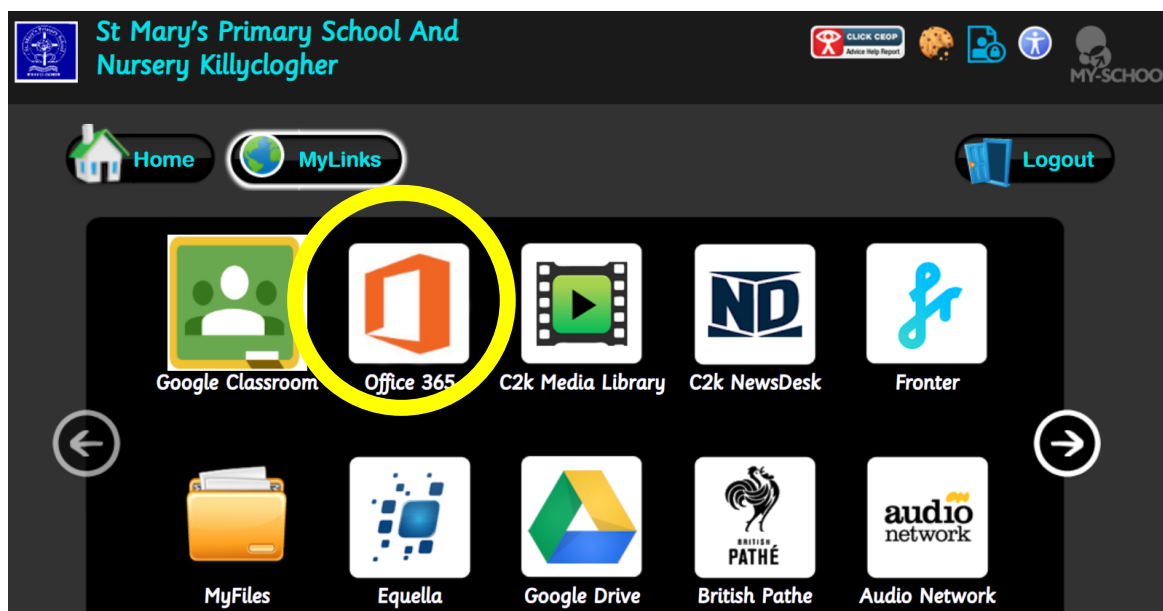 St Mary's Primary School And
Nursery Killyclogher
CLICK CEOP
Advice Help Report
MY-SCHOO
Home
MyLinks
Logout
ND
fr
Google Classroom
Office 365
C2k Media Library
C2k NewsDesk
Fronter
BRITISH
PATHÉ
audio
network
MyFiles
Equella
Google Drive
British Pathe
Audio Network